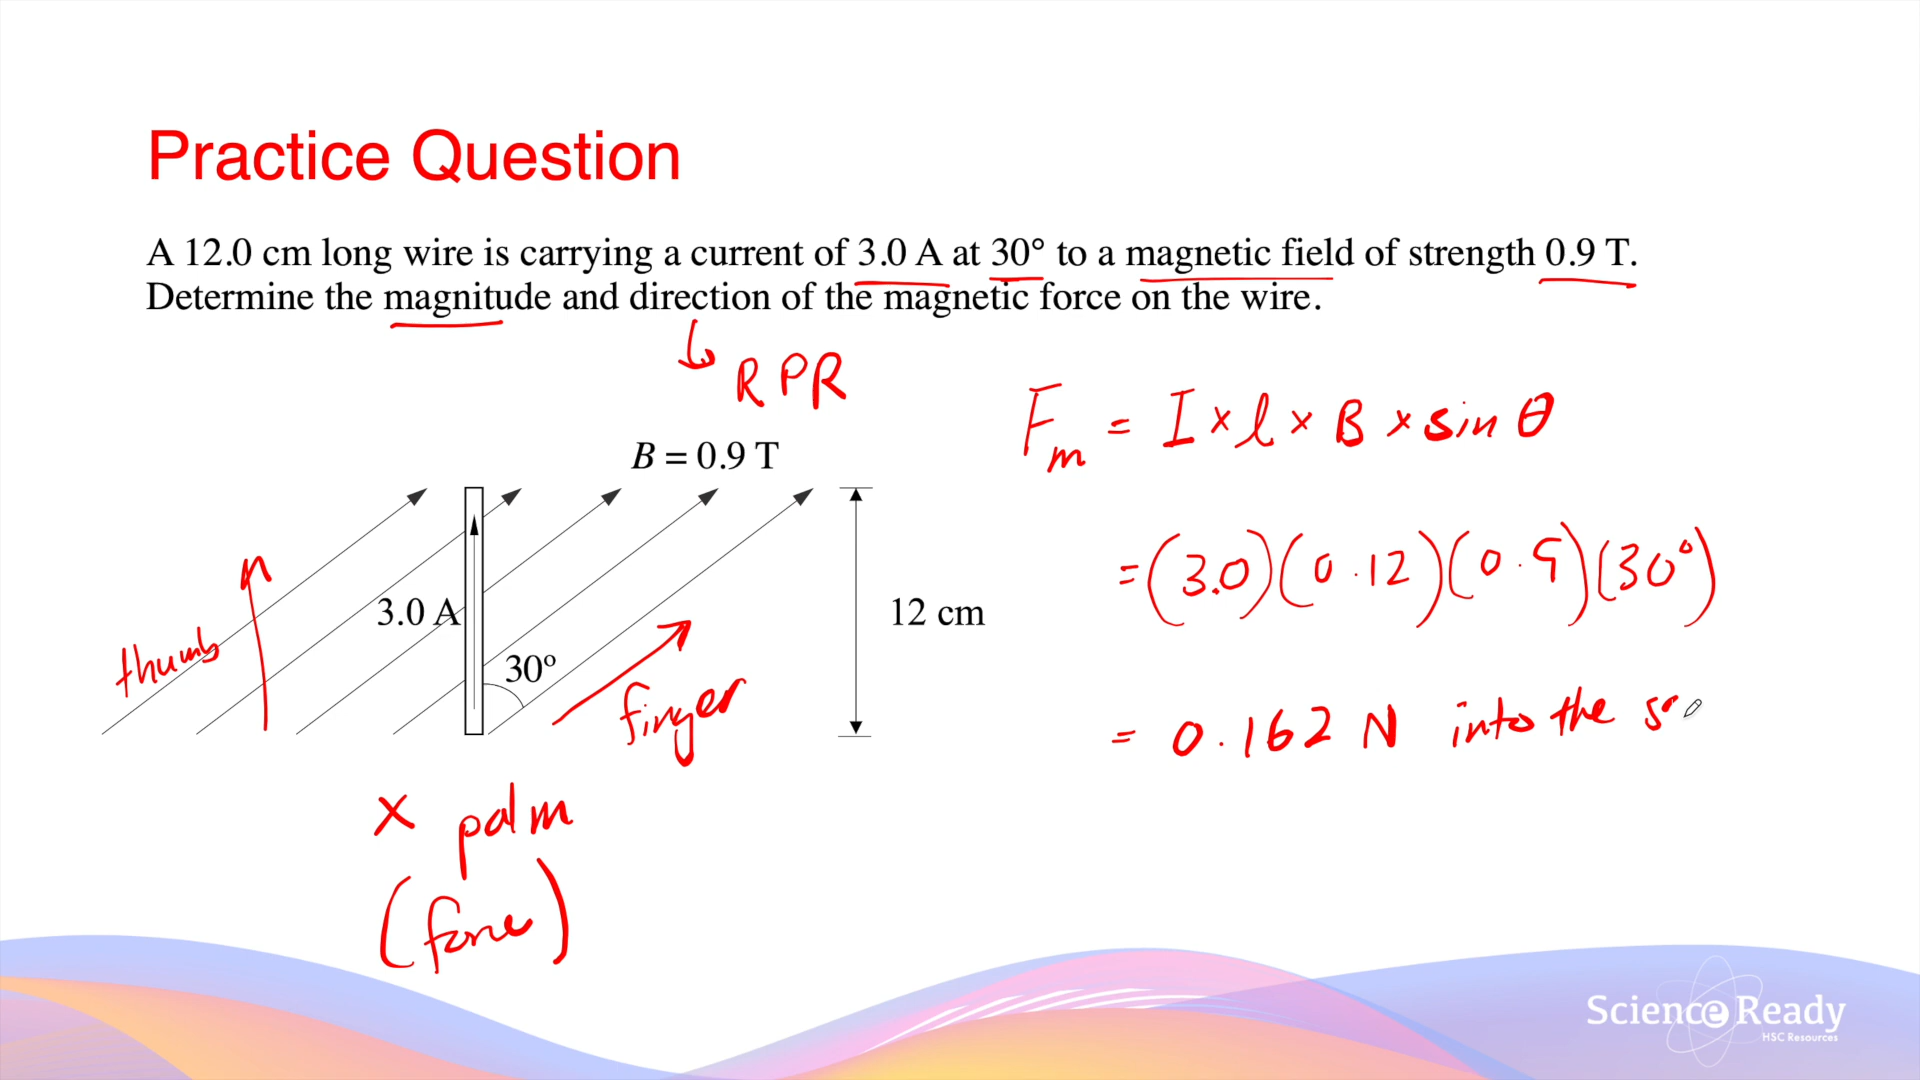 Practice Question
A 12.0 cm long wire is carrying a current of 3.0 A at 30° to a magnetic field of strength 0.9 T.
Determine the magnitude and direction of the magnetic force on the wire.
RPR
Fm = I × l × B × sin θ
B = 0.9 T
= (3.0)(0.12)(0.9)(30°)
3.0 A
12 cm
thumb
30º
finger
= 0.162 N into the
× palm
(force)
Science Ready
HSC Resources